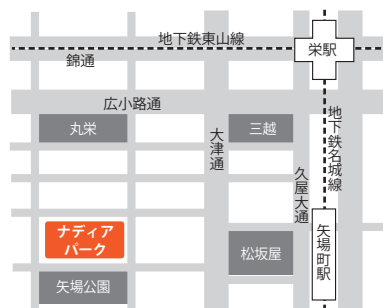 地下鉄東山線
栄駅
錦通
広小路通
丸栄
三越
大津通
地下鉄名城線
久屋大通
ナディア
パーク
松坂屋
矢場町駅
矢場公園